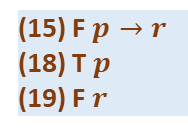 (15) F p → r
(18) T p
(19) F r